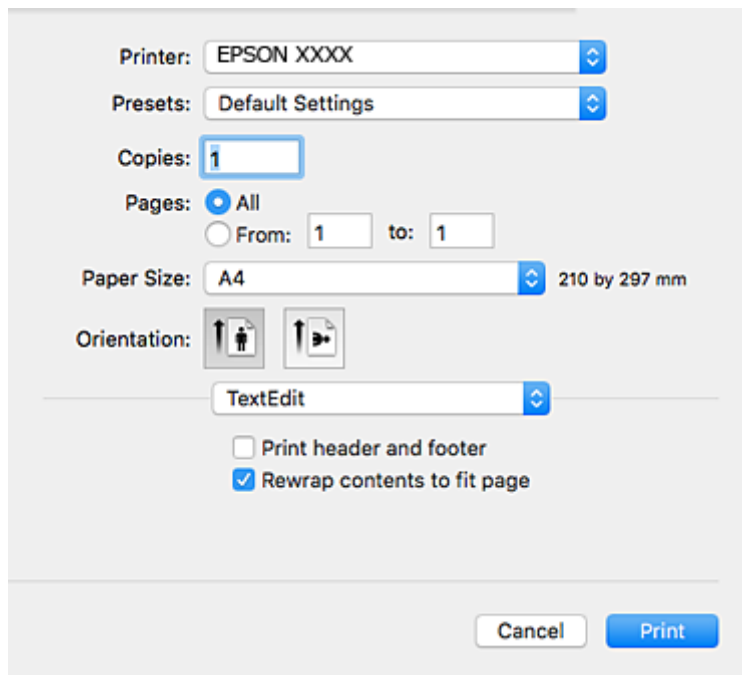 Printer: EPSON XXXX
Presets: Default Settings
Copies: 1
Pages: All
From: 1 to: 1
Paper Size: A4 210 by 297 mm
Orientation:
TextEdit
Print header and footer
Rewrap contents to fit page
Cancel Print